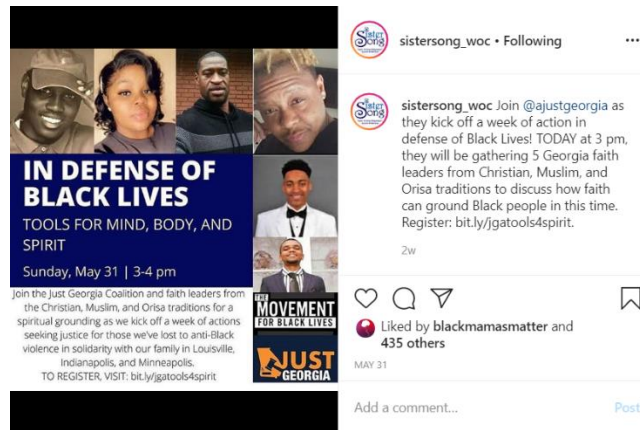 IN DEFENSE OF
BLACK LIVES
TOOLS FOR MIND, BODY, AND
SPIRIT
Sunday, May 31 | 3-4 pm
Join the Just Georgia Coalition and faith leaders from
the Christian, Muslim, and Orisa traditions for a
spiritual grounding as we kick off a week of actions
seeking justice for those we've lost to anti-Black
violence in solidarity with our family in Louisville,
Indianapolis, and Minneapolis.
TO REGISTER, VISIT: bit.ly/jgatools4spirit
THE
MOVEMENT
FOR BLACK LIVES
JUST
GEORGIA
Sister
Song
sistersong_woc • Following
Sister
Song
sistersong_woc Join @ajustgeorgia as
they kick off a week of action in
defense of Black Lives! TODAY at 3 pm,
they will be gathering 5 Georgia faith
leaders from Christian, Muslim, and
Orisa traditions to discuss how faith
can ground Black people in this time.
Register: bit.ly/jgatools4spirit.
2w
Liked by blackmamasmatter and
435 others
MAY 31
Add a comment...
Post